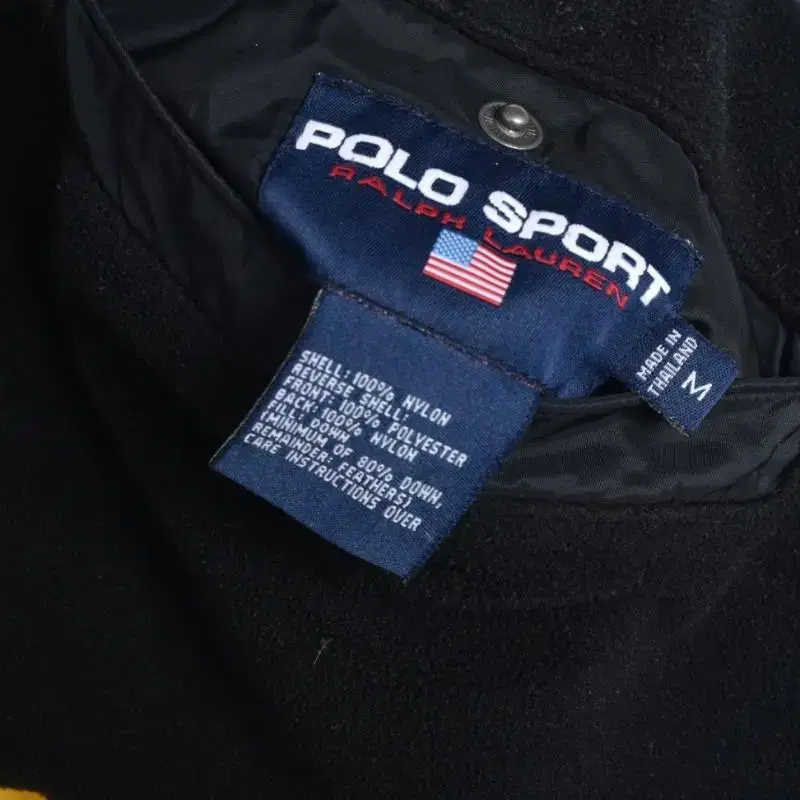 POLO SPORT
RALPH LAUREN
MADE IN
THAILAND
M
SHELL: 100% NYLON
REVERSE SHELL:
FRONT: 100% POLYESTER
BACK: 100% NYLON
FILL: DOWN
(MINIMUM OF 80% DOWN,
REMAINDER: FEATHERS)
CARE INSTRUCTIONS OVER